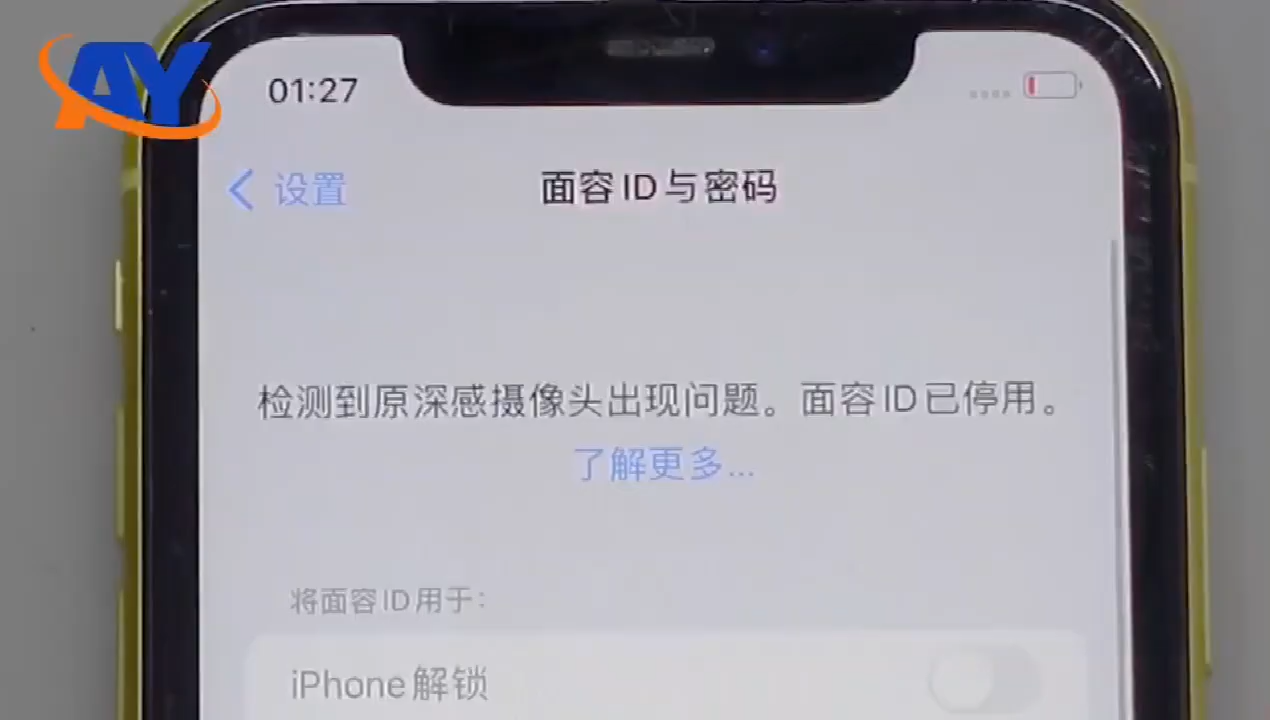 AY
01:27
设置
面容ID与密码
检测到原深感摄像头出现问题。面容ID已停用。
了解更多...
将面容ID用于:
iPhone解锁